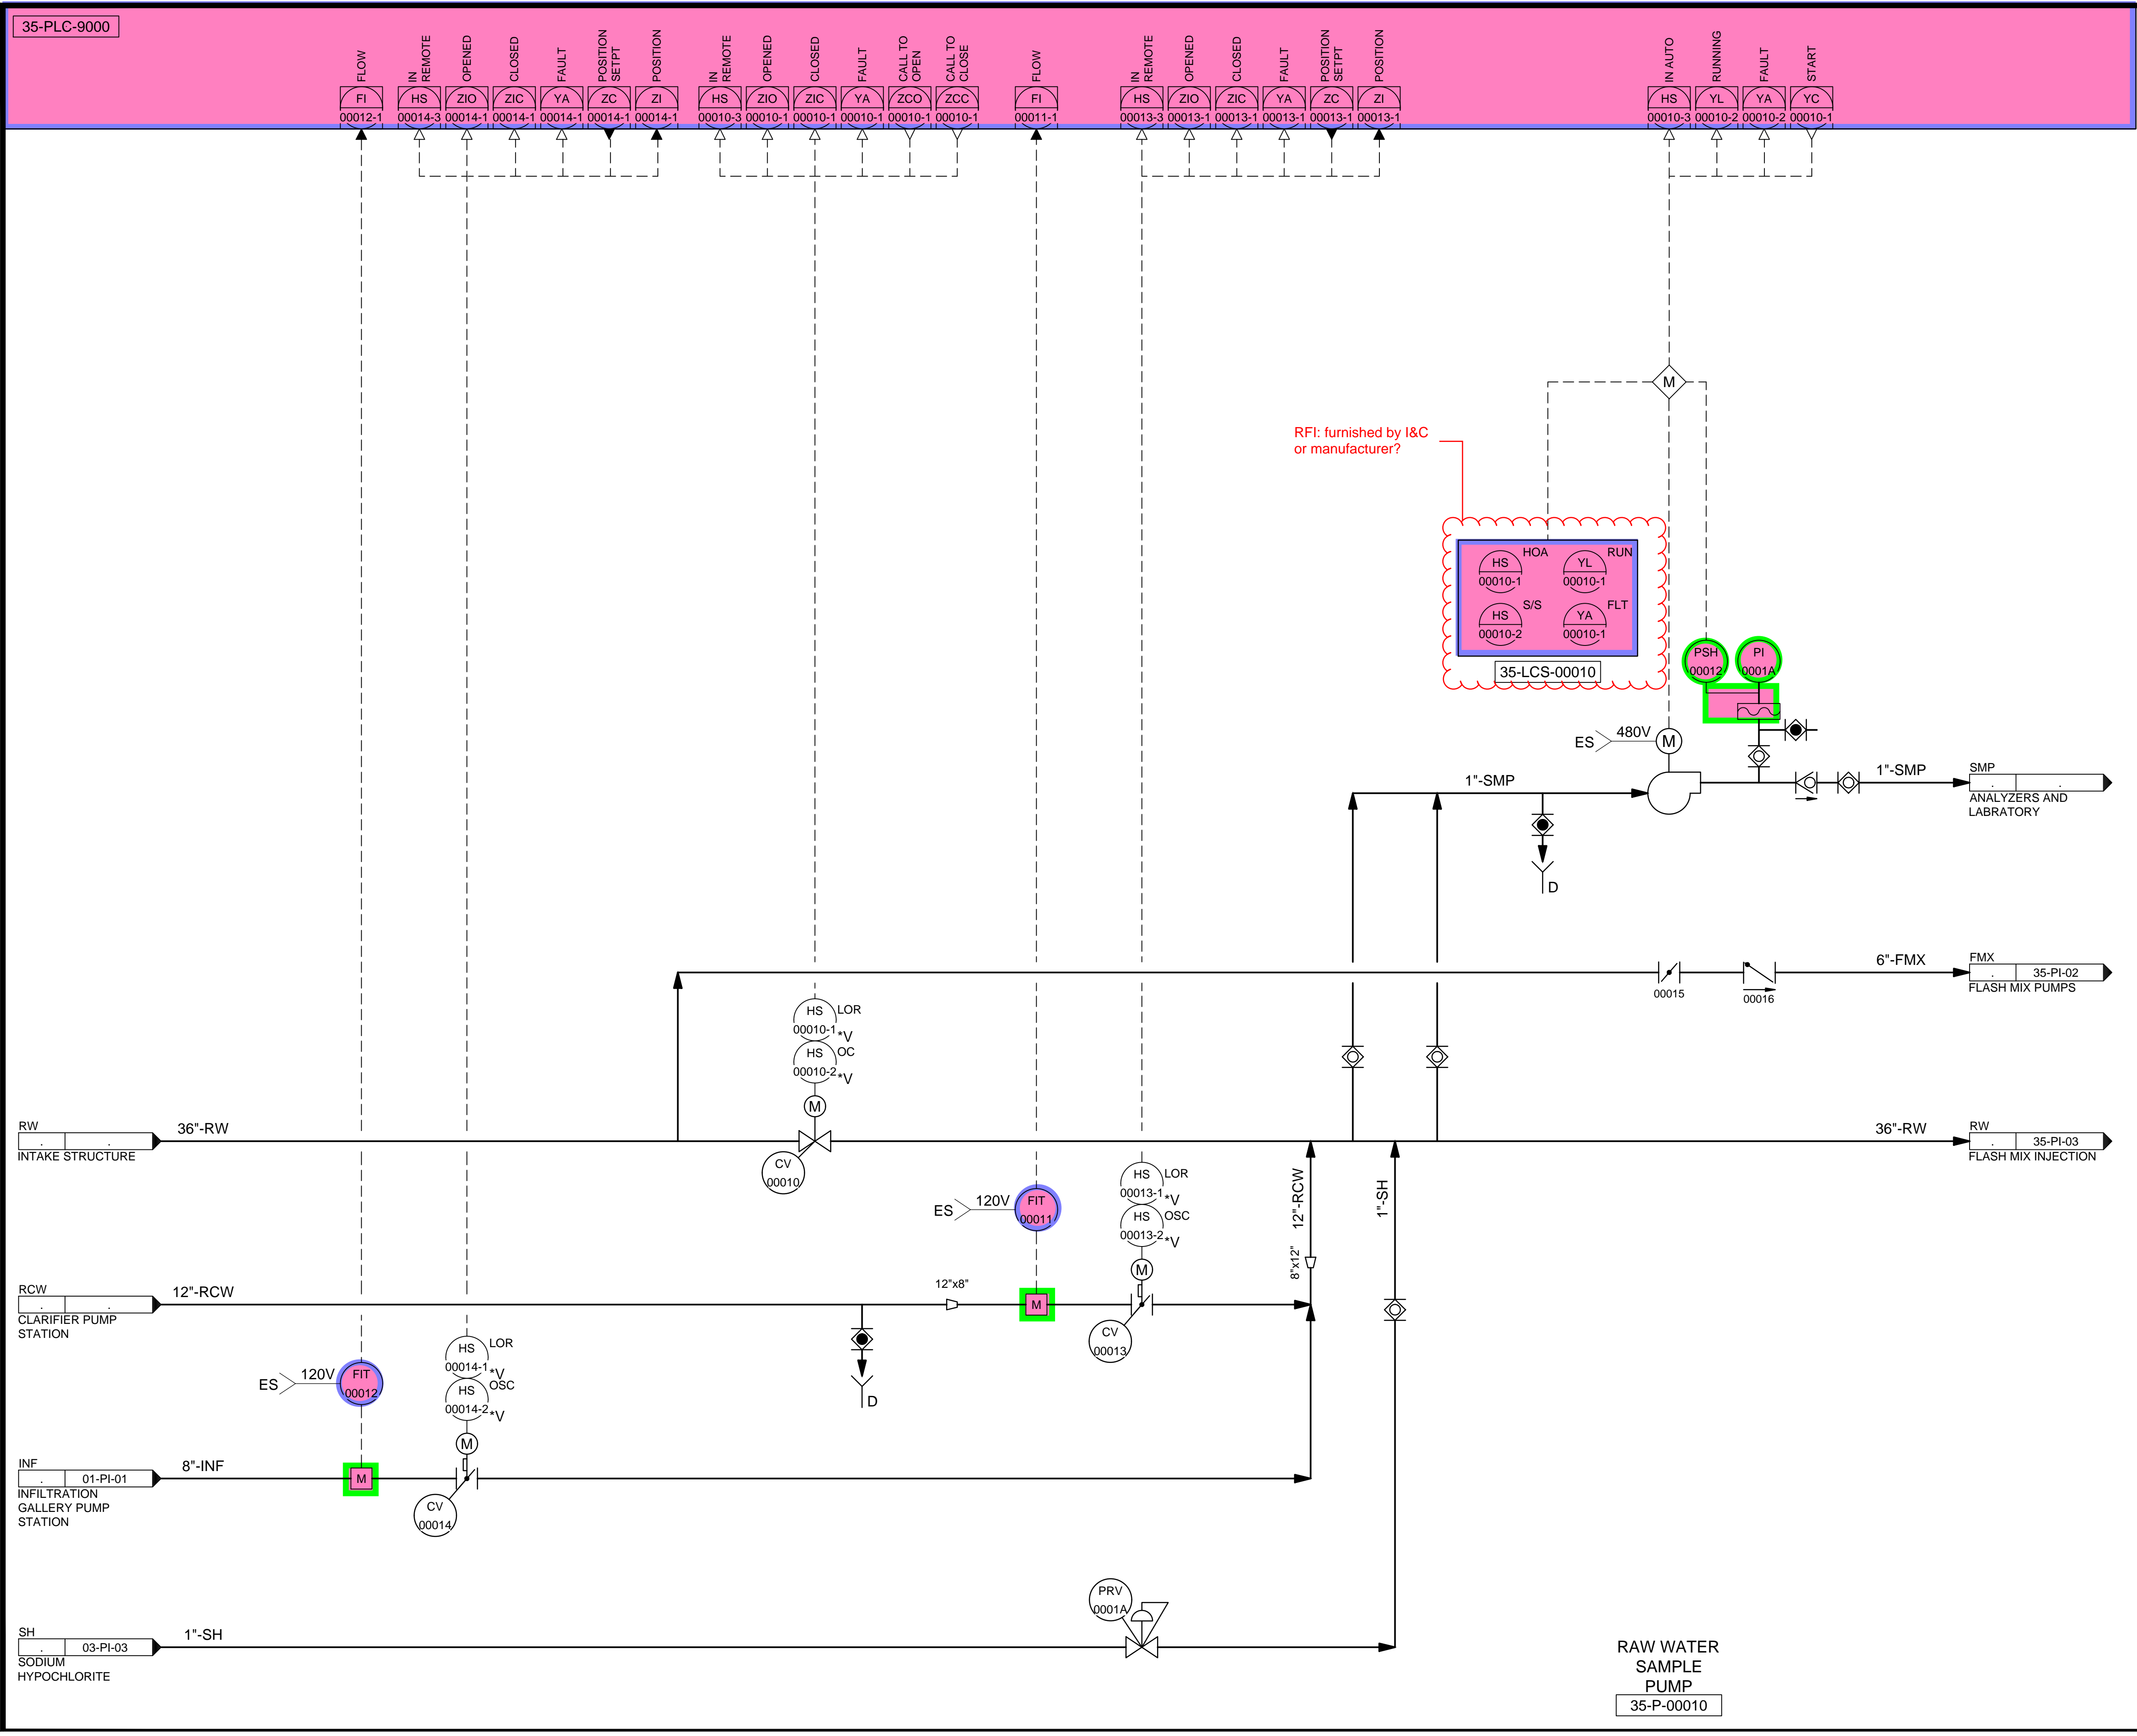 35-PLC-9000
FLOW
IN
REMOTE
OPENED
CLOSED
FAULT
POSITION
SETPT
POSITION
IN
REMOTE
OPENED
CLOSED
FAULT
CALL TO
OPEN
CALL TO
CLOSE
FLOW
IN
REMOTE
OPENED
CLOSED
FAULT
POSITION
SETPT
POSITION
IN AUTO
RUNNING
FAULT
START
FI
00012-1
HS
00014-3
ZIO
00014-1
ZIC
00014-1
YA
00014-1
ZC
00014-1
ZI
00014-1
HS
00010-3
ZIO
00010-1
ZIC
00010-1
YA
00010-1
ZCO
00010-1
ZCC
00010-1
FI
00011-1
HS
00013-3
ZIO
00013-1
ZIC
00013-1
YA
00013-1
ZC
00013-1
ZI
00013-1
HS
00010-3
YL
00010-2
YA
00010-2
YC
00010-1
M
RFI: furnished by I&C
or manufacturer?
HS
00010-1
HOA
YL
00010-1
RUN
HS
00010-2
S/S
YA
00010-1
FLT
35-LCS-00010
PSH
00012
PI
0001A
ES
480V
M
1"-SMP
1"-SMP
SMP
. .
ANALYZERS AND
LABRATORY
D
6"-FMX
FMX
. 35-PI-02
FLASH MIX PUMPS
00015
00016
HS
00010-1
LOR
*V
HS
00010-2
OC
*V
M
CV
00010
RW
. .
INTAKE STRUCTURE
36"-RW
36"-RW
RW
. 35-PI-03
FLASH MIX INJECTION
ES
120V
FIT
00011
HS
00013-1
LOR
*V
HS
00013-2
OSC
*V
M
12"-RCW
8"x12"
1"-SH
RCW
. .
CLARIFIER PUMP
STATION
12"-RCW
12"x8"
M
CV
00013
D
ES
120V
FIT
00012
HS
00014-1
LOR
*V
HS
00014-2
OSC
*V
M
INF
. 01-PI-01
INFILTRATION
GALLERY PUMP
STATION
8"-INF
M
CV
00014
PRV
0001A
SH
. 03-PI-03
SODIUM
HYPOCHLORITE
1"-SH
RAW WATER
SAMPLE
PUMP
35-P-00010